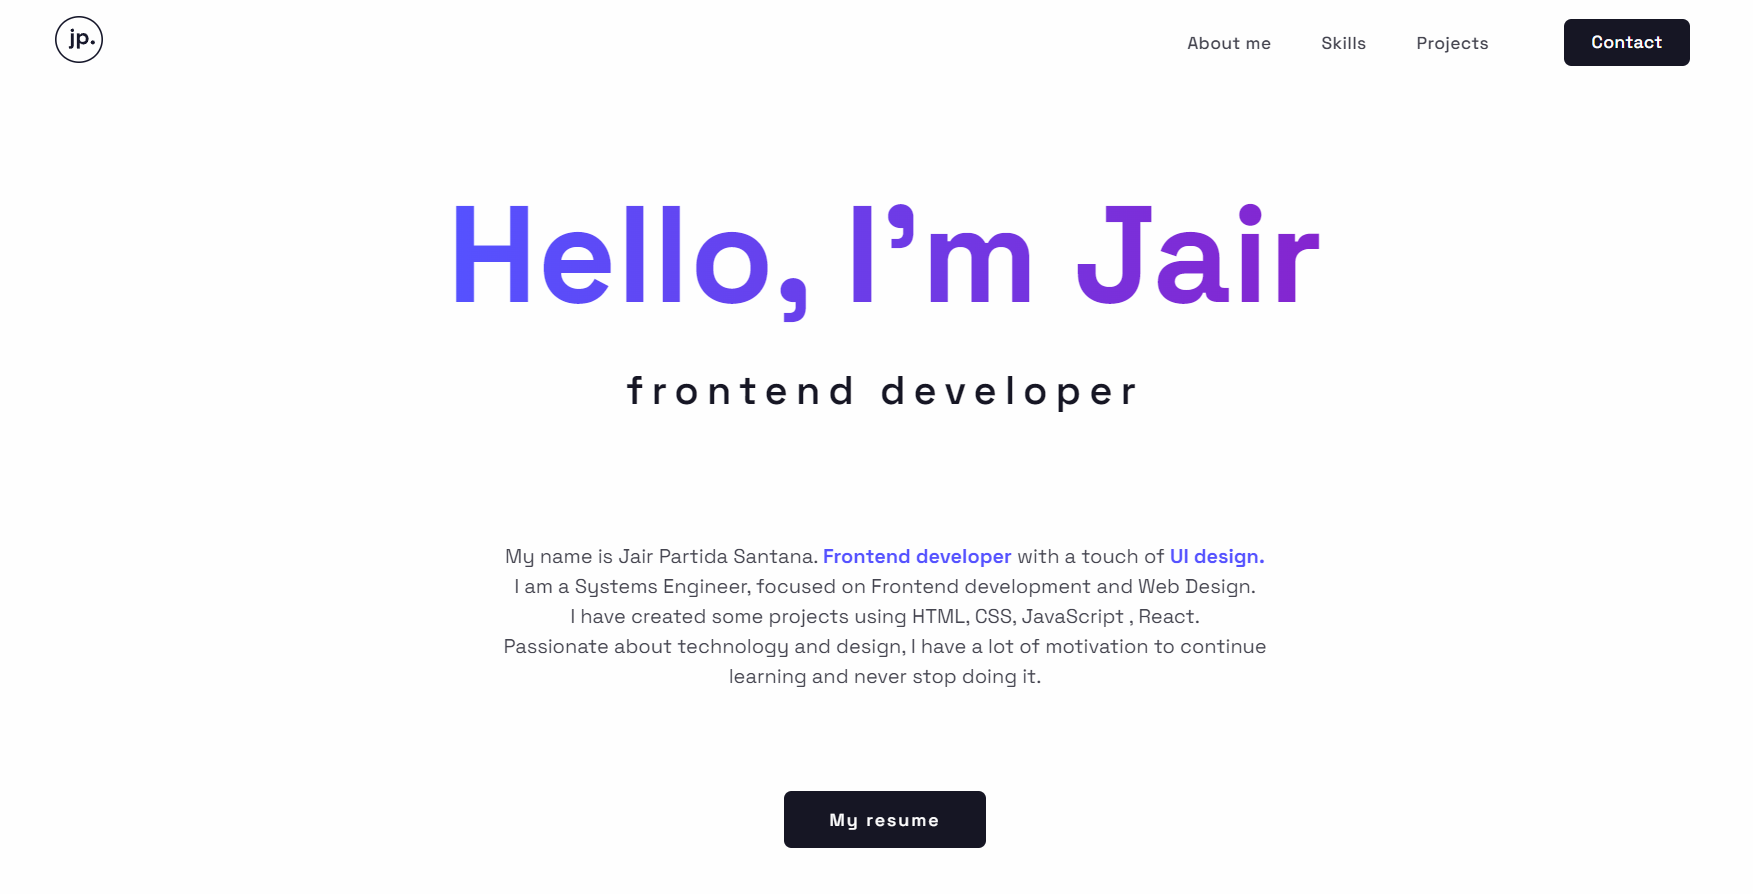 jp.
About me
Skills
Projects
Contact
Hello, I’m Jair
frontend developer
My name is Jair Partida Santana. Frontend developer with a touch of UI design.
I am a Systems Engineer, focused on Frontend development and Web Design.
I have created some projects using HTML, CSS, JavaScript , React.
Passionate about technology and design, I have a lot of motivation to continue
learning and never stop doing it.
My resume